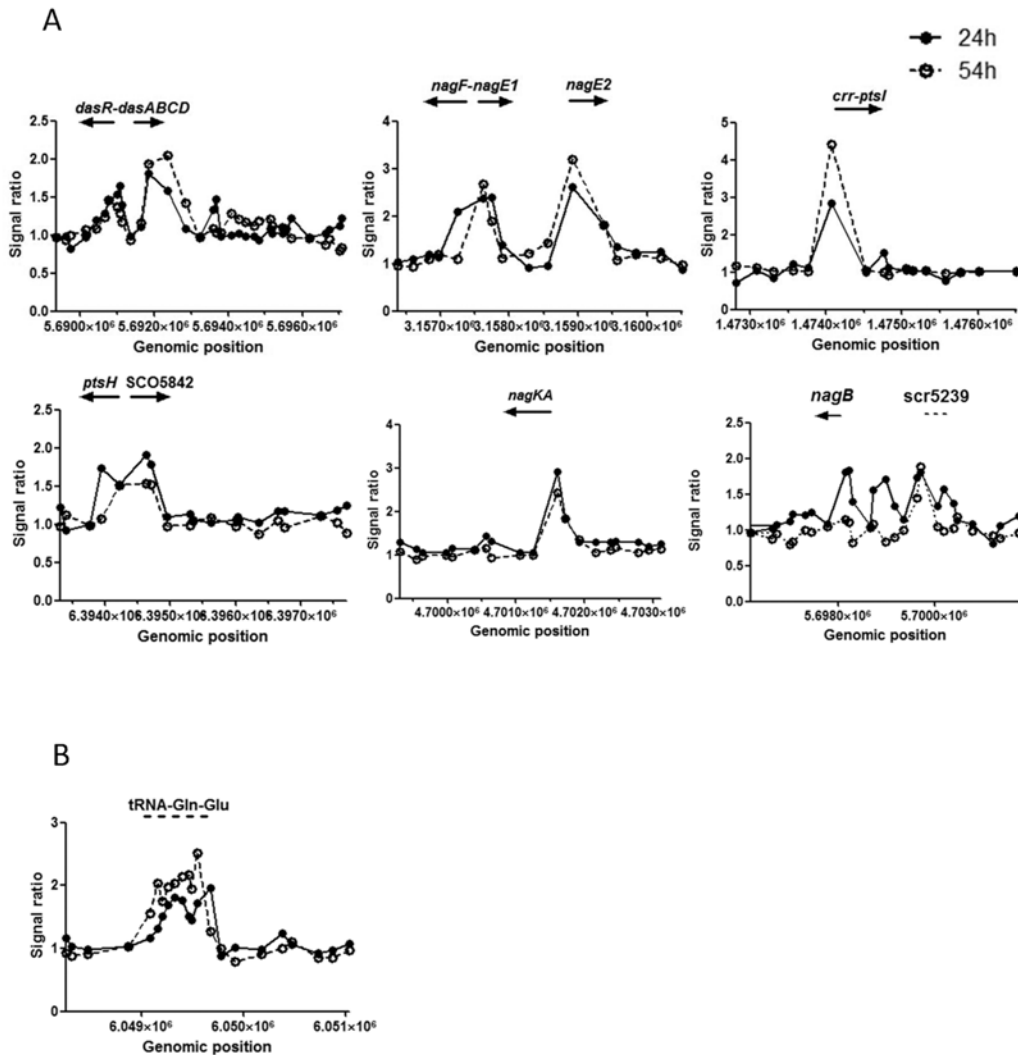 A
24h
54h
dasR-dasABCD
2.5
2.0
1.5
1.0
0.5
0.0
Signal ratio
5.6900×10⁶
5.6920×10⁶
5.6940×10⁶
5.6960×10⁶
Genomic position
nagF-nagE1
nagE2
4
3
2
1
0
Signal ratio
3.1570×10⁶
3.1580×10⁶
3.1590×10⁶
3.1600×10⁶
Genomic position
crr-ptsI
5
4
3
2
1
0
Signal ratio
1.4730×10⁶
1.4740×10⁶
1.4750×10⁶
1.4760×10⁶
Genomic position
ptsH
SCO5842
2.5
2.0
1.5
1.0
0.5
0.0
Signal ratio
6.3940×10⁶
6.3950×10⁶
6.3960×10⁶
6.3970×10⁶
Genomic position
nagKA
4
3
2
1
0
Signal ratio
4.7000×10⁶
4.7010×10⁶
4.7020×10⁶
4.7030×10⁶
Genomic position
nagB
scr5239
2.5
2.0
1.5
1.0
0.5
0.0
Signal ratio
5.6980×10⁶
5.7000×10⁶
Genomic position
B
tRNA-Gln-Glu
3
2
1
0
Signal ratio
6.049×10⁶
6.050×10⁶
6.051×10⁶
Genomic position